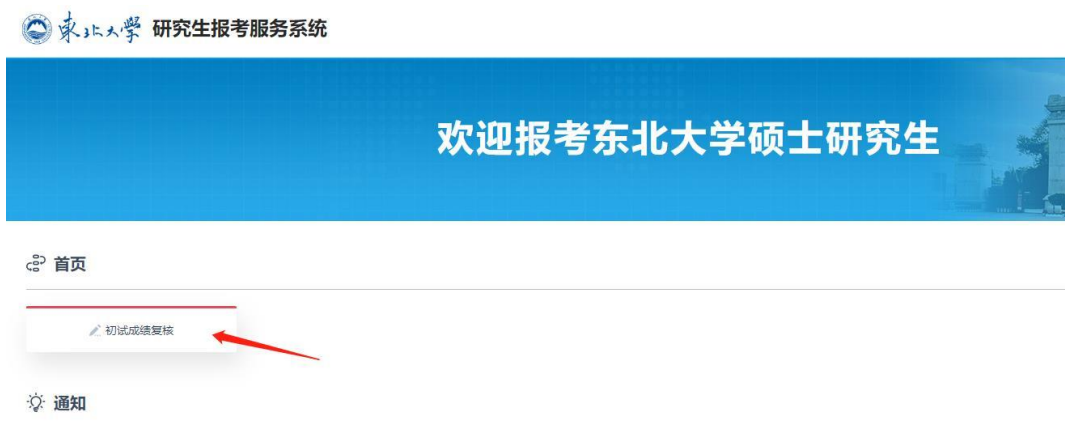 東北大学 研究生报考服务系统
欢迎报考东北大学硕士研究生
首页
初试成绩复核
通知